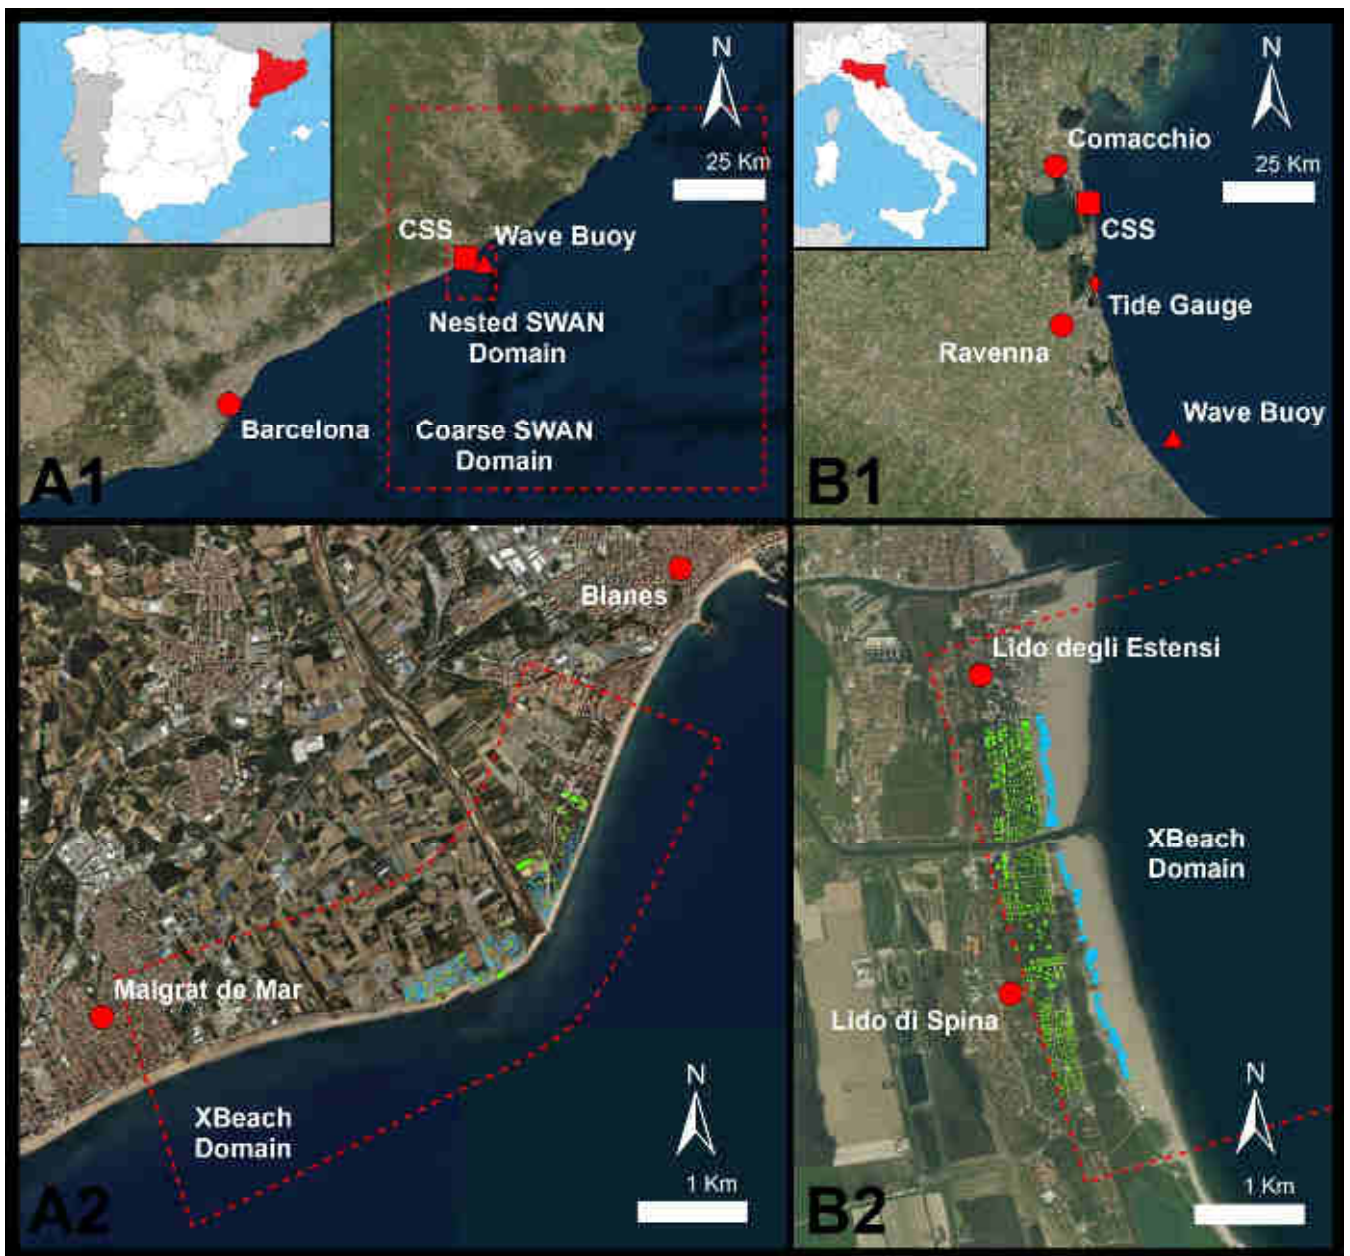 N
25 Km
CSS
Wave Buoy
Nested SWAN
Domain
Barcelona
Coarse SWAN
Domain
A1
N
25 Km
Comacchio
CSS
Tide Gauge
Ravenna
Wave Buoy
B1
Blanes
Malgrat de Mar
XBeach
Domain
N
1 Km
A2
Lido degli Estensi
XBeach
Domain
Lido di Spina
N
1 Km
B2